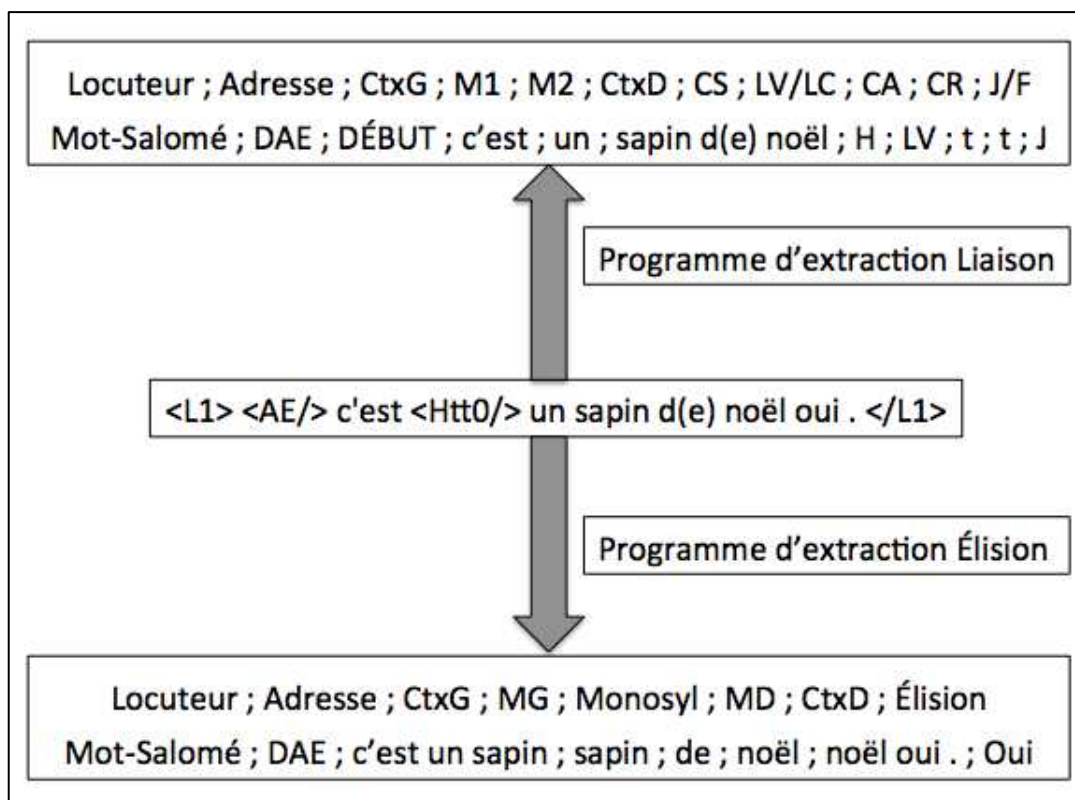 Locuteur ; Adresse ; CtxG ; M1 ; M2 ; CtxD ; CS ; LV/LC ; CA ; CR ; J/F
Mot-Salomé ; DAE ; DÉBUT ; c’est ; un ; sapin d(e) noël ; H ; LV ; t ; t ; J
Programme d’extraction Liaison
<L1> <AE/> c'est <Htt0/> un sapin d(e) noël oui . </L1>
Programme d’extraction Élision
Locuteur ; Adresse ; CtxG ; MG ; Monosyl ; MD ; CtxD ; Élision
Mot-Salomé ; DAE ; c’est un sapin ; sapin ; de ; noël ; noël oui . ; Oui